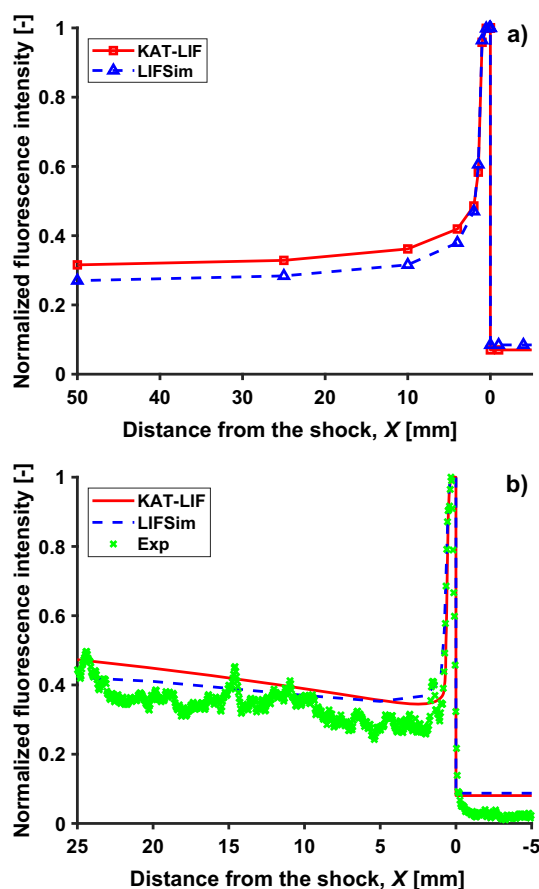 a)
KAT-LIF
LIFSim
Normalized fluorescence intensity [-]
1
0.8
0.6
0.4
0.2
0
50
40
30
20
10
0
Distance from the shock, X [mm]
b)
KAT-LIF
LIFSim
Exp
Normalized fluorescence intensity [-]
1
0.8
0.6
0.4
0.2
0
25
20
15
10
5
0
-5
Distance from the shock, X [mm]